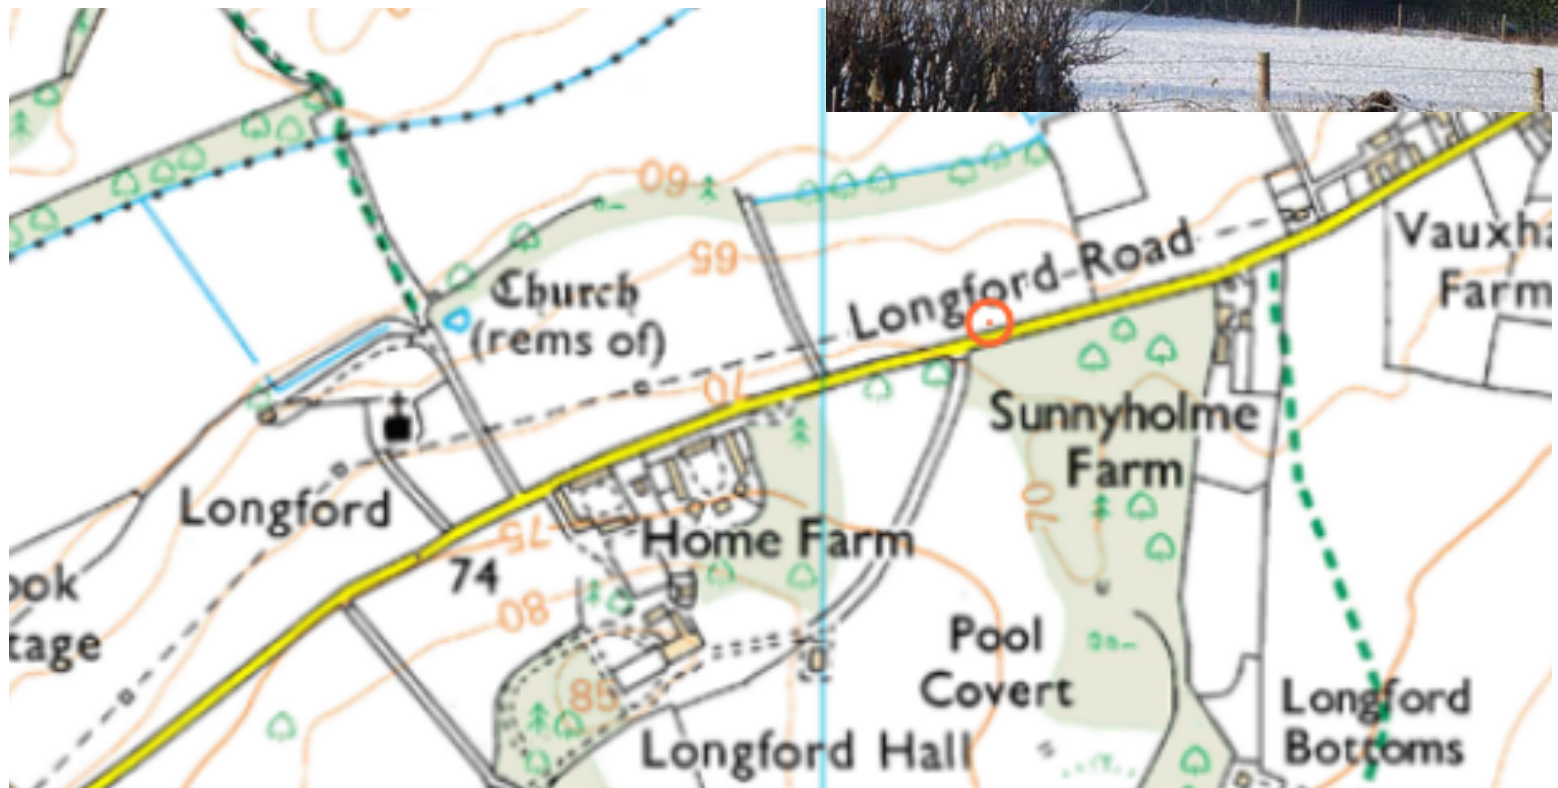 60
65
Church
(rems of)
Longford Road
Vauxha
Farm
70
Sunnyholme
Farm
Longford
70
75
Home Farm
74
ook
tage
80
Pool
Covert
85
Longford
Bottoms
Longford Hall